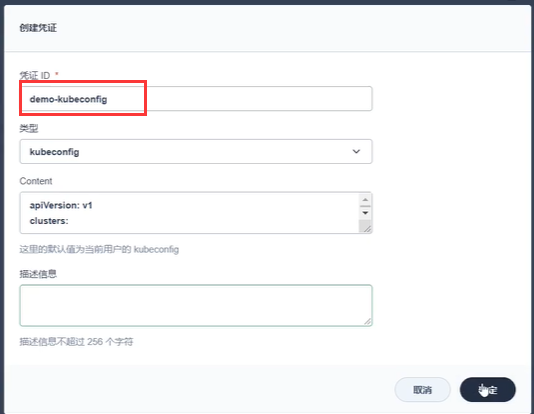 创建凭证
凭证 ID *
demo-kubeconfig
类型
kubeconfig
Content
apiVersion: v1
clusters:
这里的默认值为当前用户的 kubeconfig
描述信息
描述信息不超过 256 个字符
取消
确定